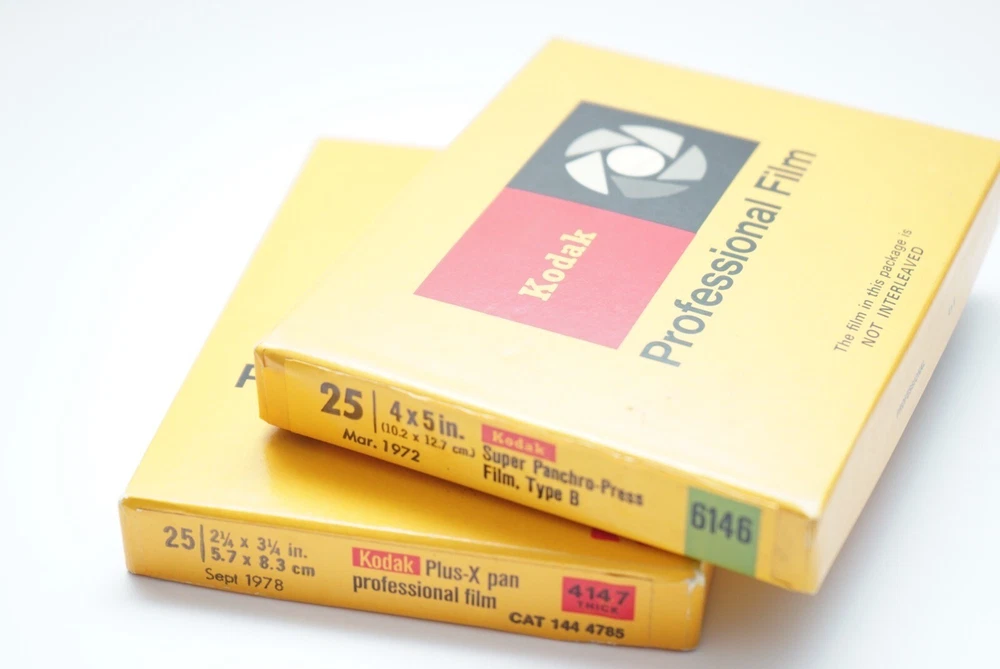 Kodak
Professional Film
The film in this package is
NOT INTERLEAVED
25
4 x 5 in.
(10.2 x 12.7 cm.)
Mar. 1972
Kodak
Super Panchro-Press
Film, Type B
6146
25
2¼ x 3¼ in.
5.7 x 8.3 cm
Sept 1978
Kodak Plus-X pan
professional film
4147
THICK
CAT 144 4785